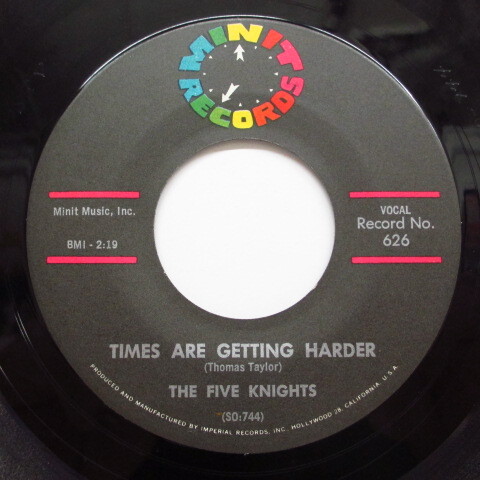 MINIT
RECORDS
Minit Music, Inc.
BMI - 2:19
VOCAL
Record No.
626
TIMES ARE GETTING HARDER
(Thomas Taylor)
THE FIVE KNIGHTS
(SO:744)
PRODUCED AND MANUFACTURED BY IMPERIAL RECORDS, INC., HOLLYWOOD 28, CALIFORNIA, U.S.A.